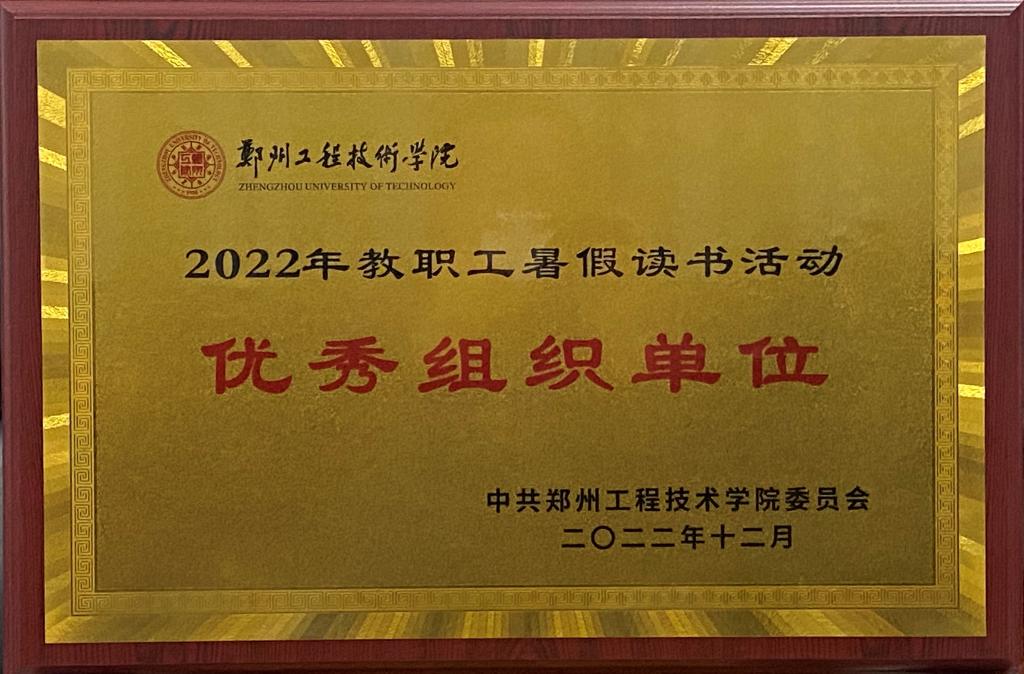 鄭州工程技術學院
ZHENGZHOU UNIVERSITY OF TECHNOLOGY
2022年教职工暑假读书活动
优秀组织单位
中共郑州工程技术学院委员会
二〇二二年十二月